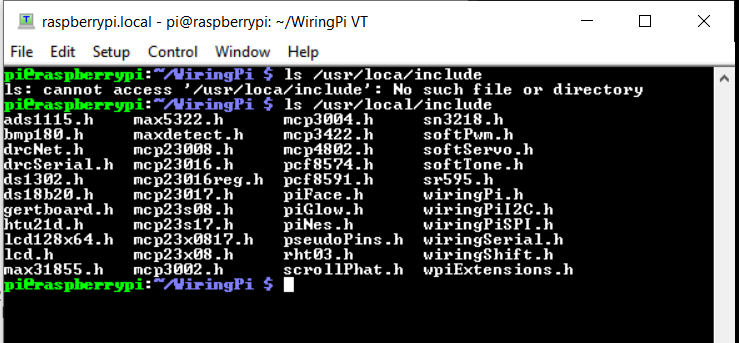 raspberrypi.local - pi@raspberrypi: ~/WiringPi VT
File Edit Setup Control Window Help
pi@raspberrypi:~/WiringPi $ ls /usr/loca/include
ls: cannot access '/usr/loca/include': No such file or directory
pi@raspberrypi:~/WiringPi $ ls /usr/local/include
ads1115.h max5322.h mcp3004.h sn3218.h
bmp180.h maxdetect.h mcp3422.h softPwm.h
drcNet.h mcp23008.h mcp4802.h softServo.h
drcSerial.h mcp23016.h pcf8574.h softTone.h
ds1302.h mcp23016reg.h pcf8591.h sr595.h
ds18b20.h mcp23017.h piFace.h wiringPi.h
gertboard.h mcp23s08.h piGlow.h wiringPiI2C.h
htu21d.h mcp23s17.h piNes.h wiringPiSPI.h
lcd128x64.h mcp23x0817.h pseudoPins.h wiringSerial.h
lcd.h mcp23x08.h rht03.h wiringShift.h
max31855.h mcp3002.h scrollPhat.h wpiExtensions.h
pi@raspberrypi:~/WiringPi $